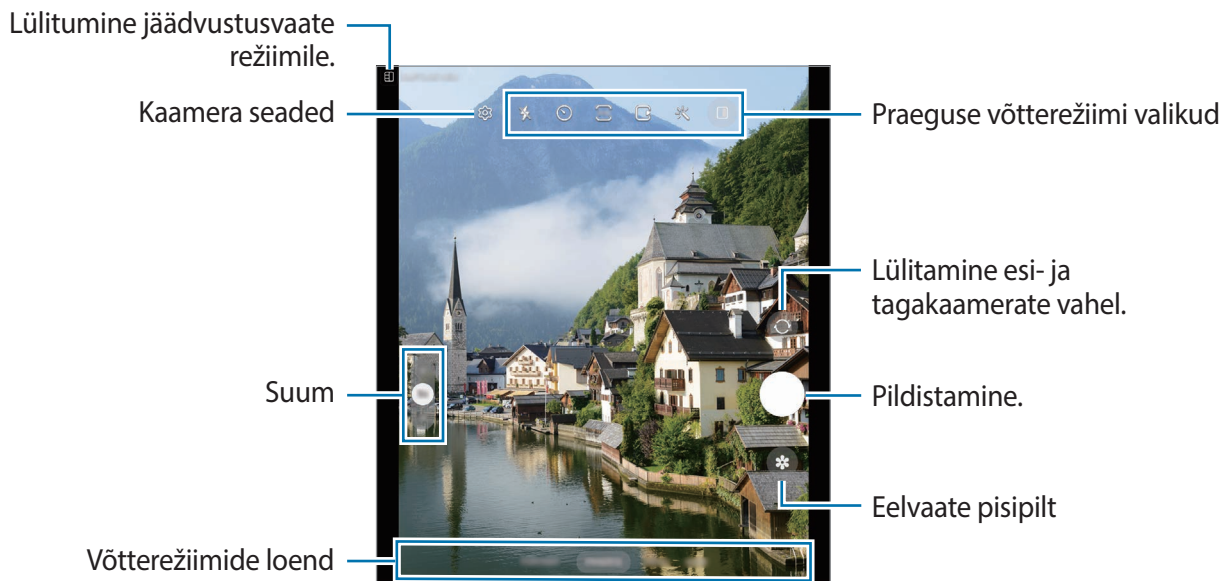 Lülitumine jäädvustusvaate
režiimile.
Kaamera seaded
Praeguse võtterežiimi valikud
Lülitamine esi- ja
tagakaamerate vahel.
Suum
Pildistamine.
Eelvaate pisipilt
Võtterežiimide loend